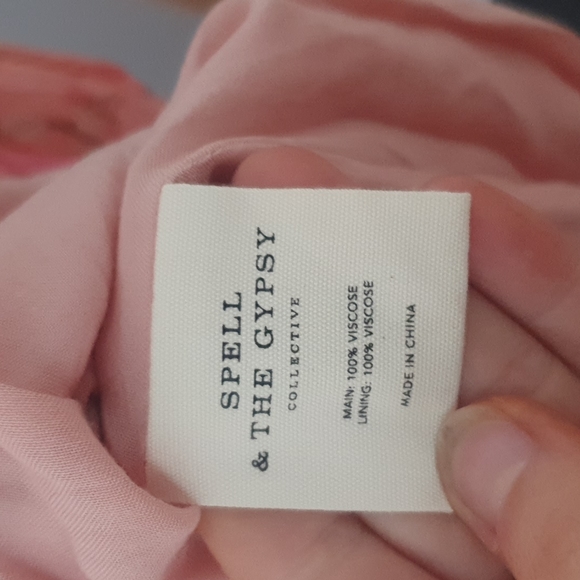 SPELL
& THE GYPSY
COLLECTIVE
MAIN: 100% VISCOSE
LINING: 100% VISCOSE
MADE IN CHINA